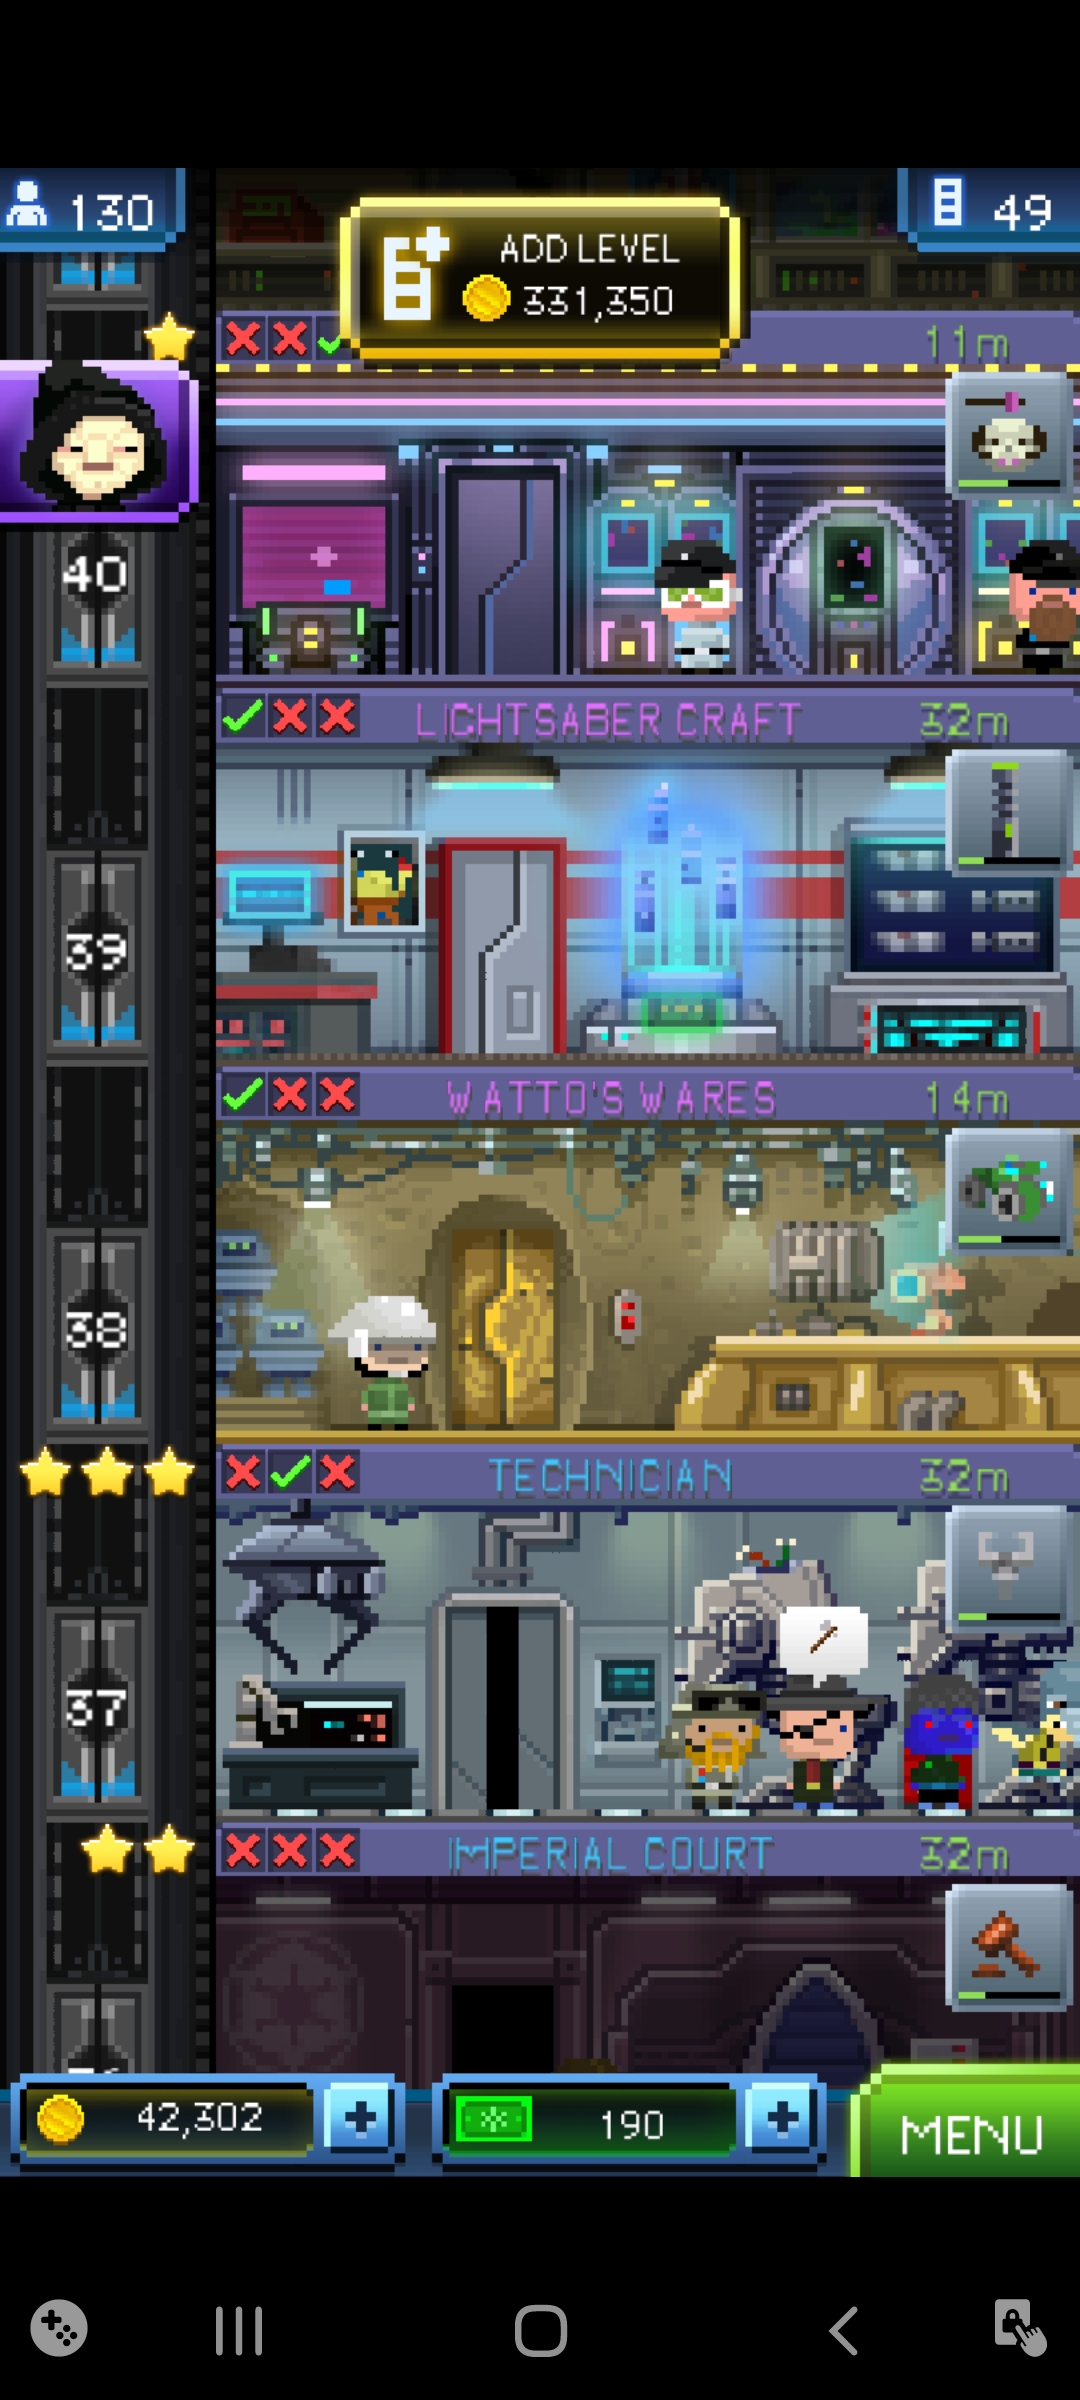 130
ADD LEVEL
331,350
49
11m
40
LIGHTSABER CRAFT
32m
39
WATTO'S WARES
14m
38
TECHNICIAN
32m
37
IMPERIAL COURT
32m
42,302
190
MENU